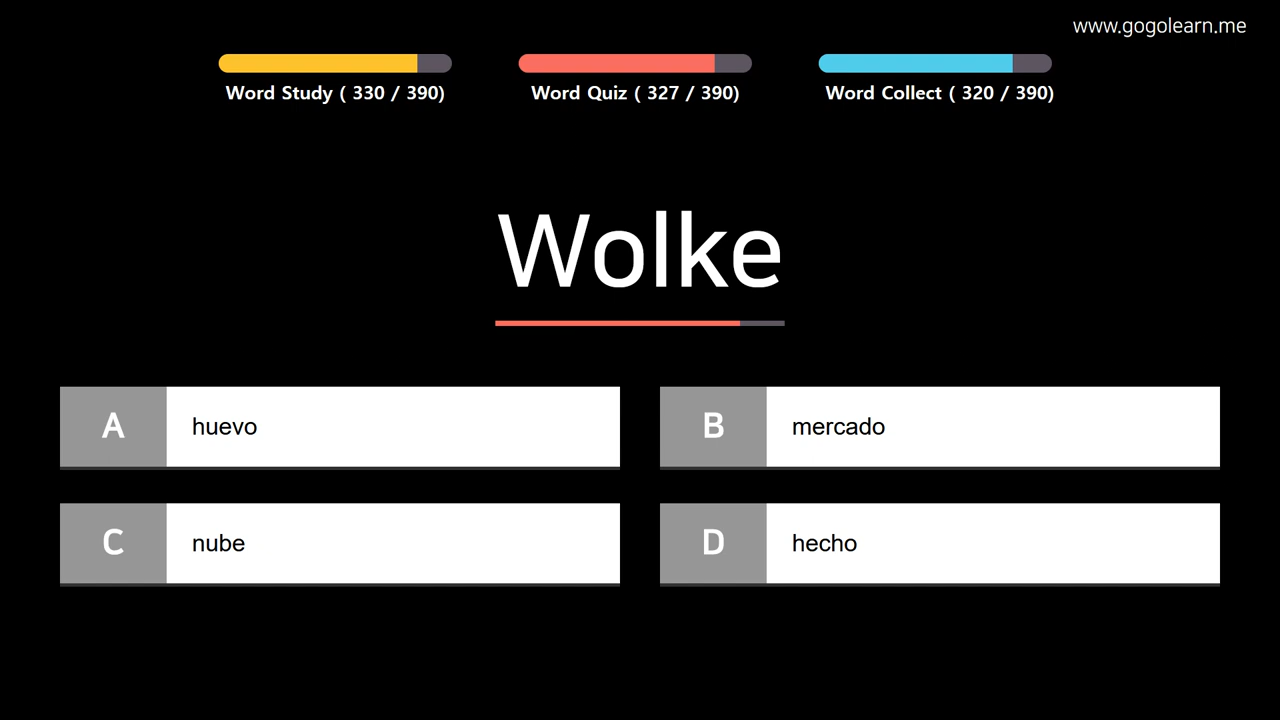 www.gogolearn.me
Word Study ( 330 / 390)
Word Quiz ( 327 / 390)
Word Collect ( 320 / 390)
Wolke
A huevo
B mercado
C nube
D hecho